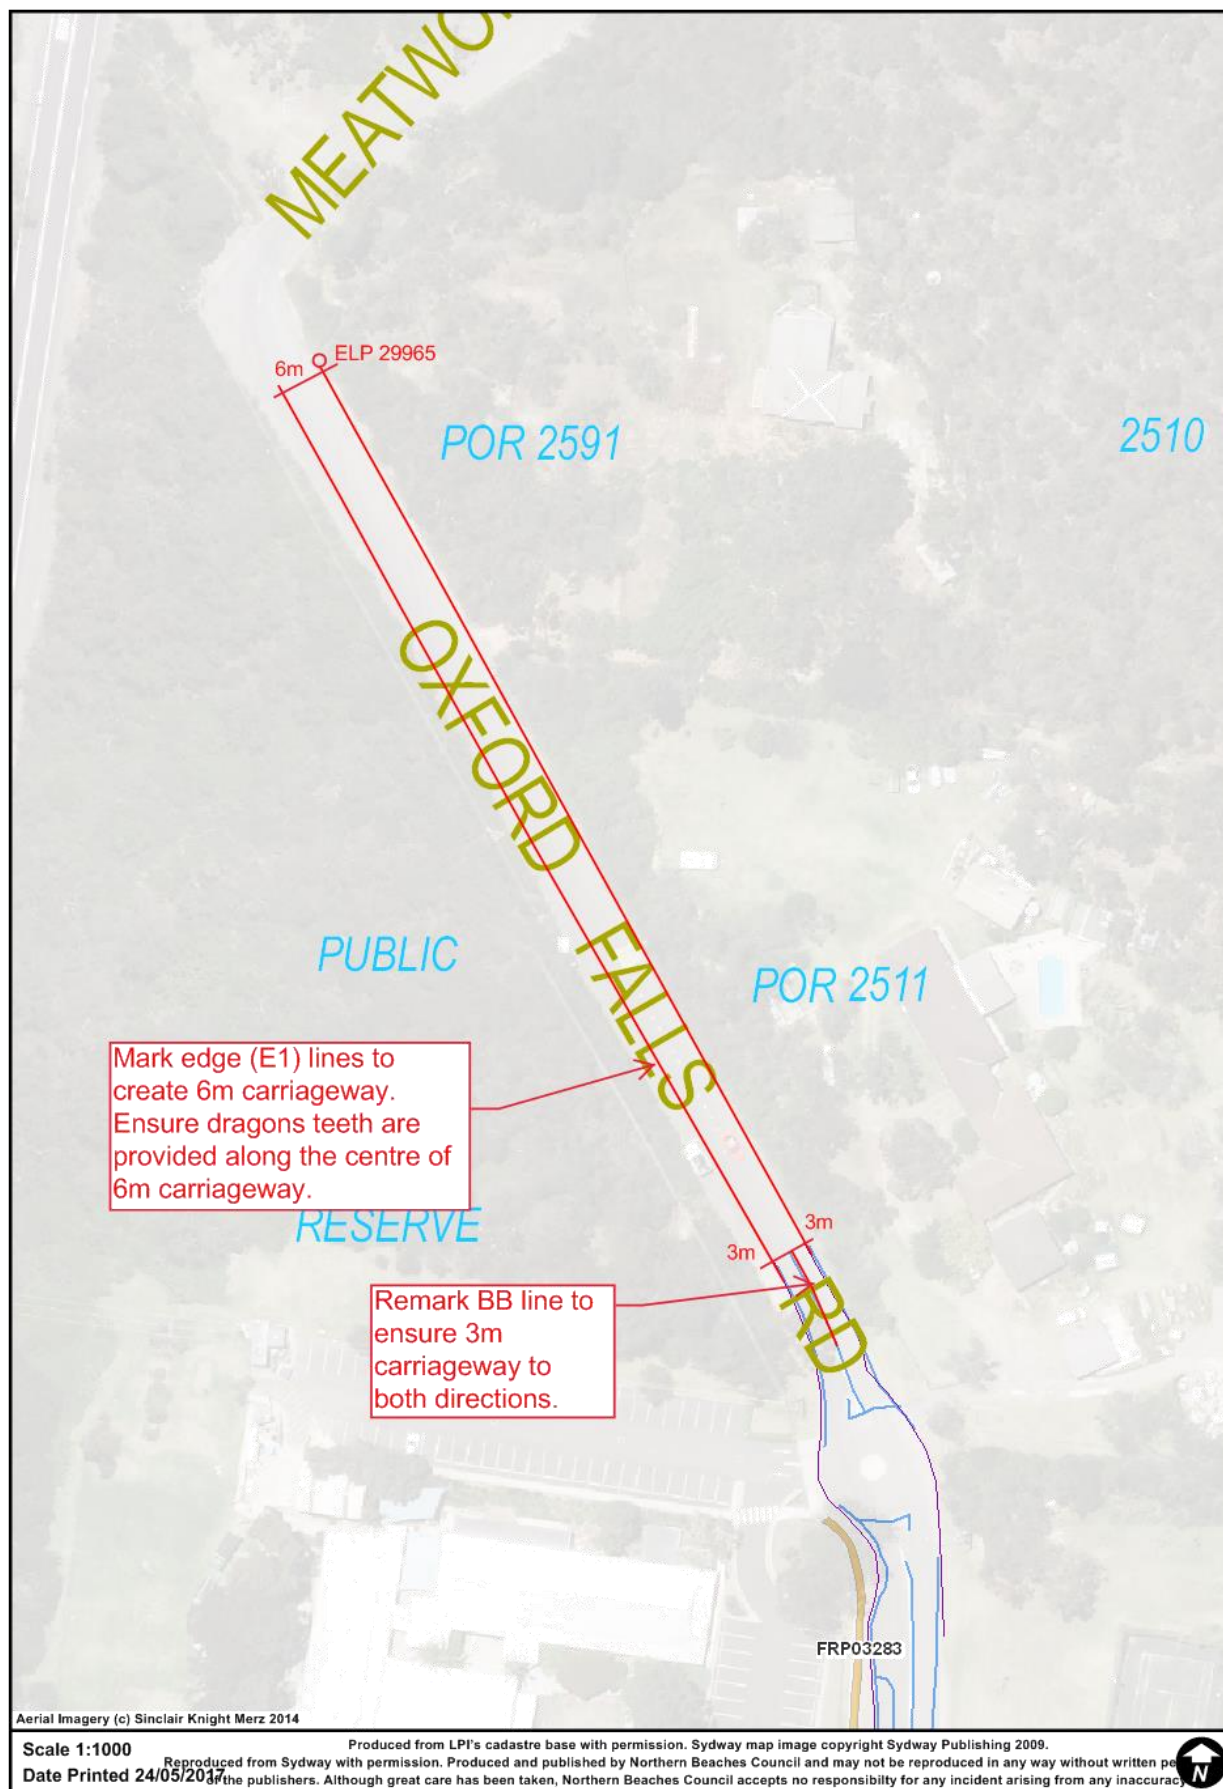 MEATWO
6m
ELP 29965
POR 2591
2510
OXFORD FALLS RD
PUBLIC
POR 2511
Mark edge (E1) lines to
create 6m carriageway.
Ensure dragons teeth are
provided along the centre of
6m carriageway.
RESERVE
3m
3m
Remark BB line to
ensure 3m
carriageway to
both directions.
FRP03283
Aerial Imagery (c) Sinclair Knight Merz 2014
Scale 1:1000
Date Printed 24/05/2017
Produced from LPI's cadastre base with permission. Sydway map image copyright Sydway Publishing 2009.
Reproduced from Sydway with permission. Produced and published by Northern Beaches Council and may not be reproduced in any way without written pe
of the publishers. Although great care has been taken, Northern Beaches Council accepts no responsibilty for any incident arising from any inaccurac
N